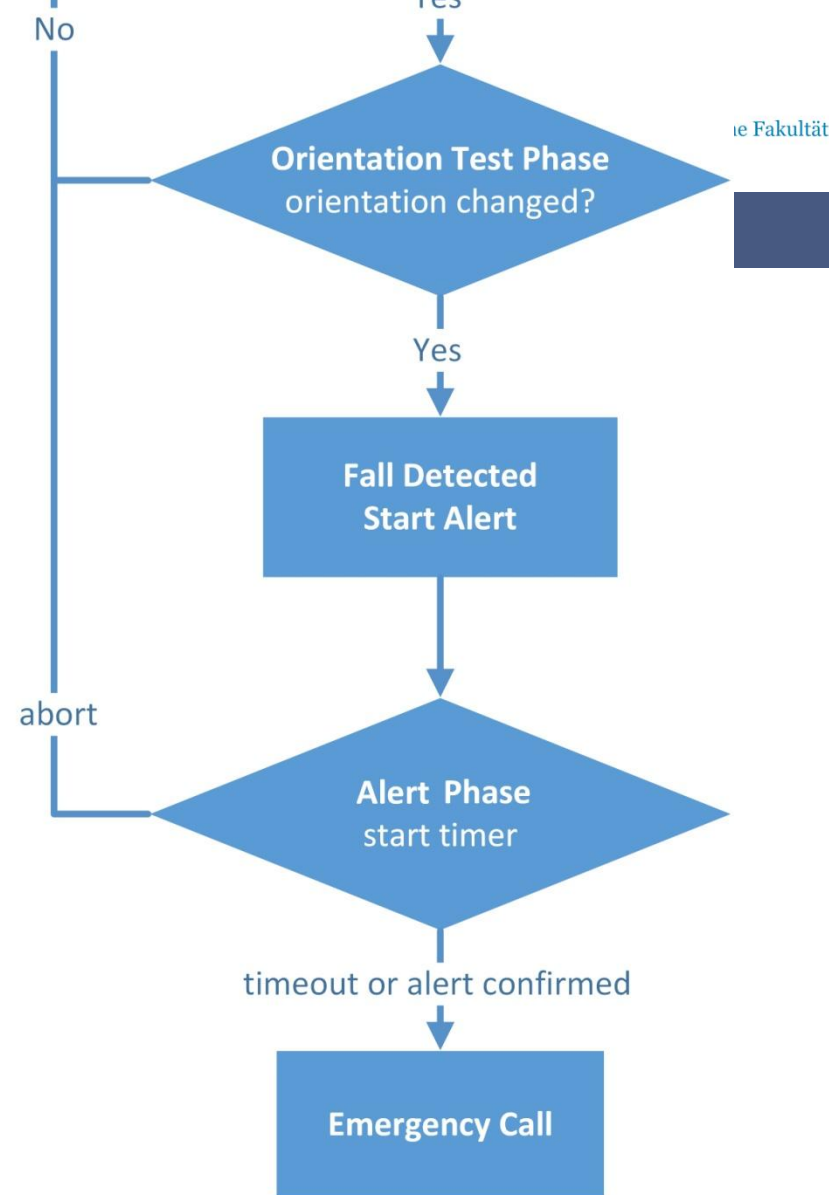 Yes
No
Orientation Test Phase
orientation changed?
Yes
Fall Detected
Start Alert
abort
Alert Phase
start timer
timeout or alert confirmed
Emergency Call
Fakultät